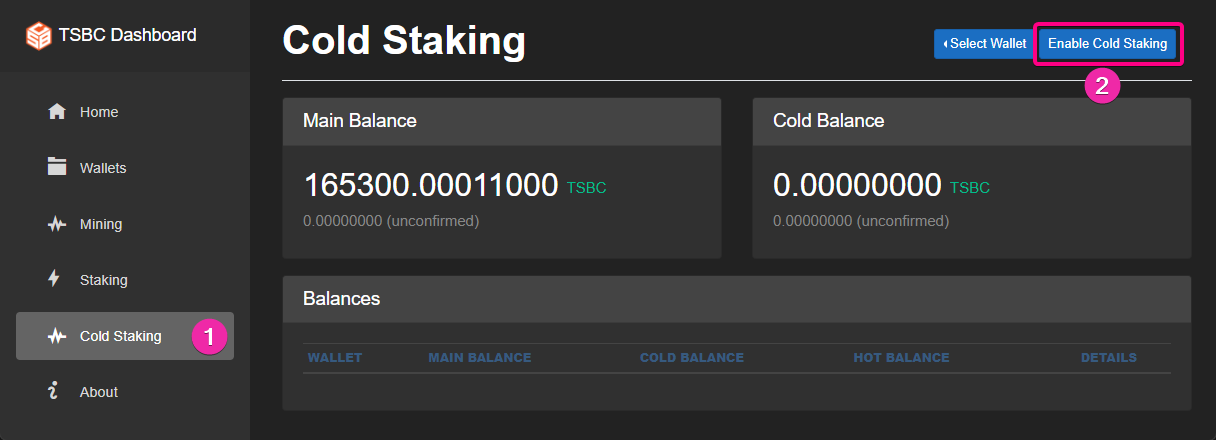 TSBC Dashboard
Home
Wallets
Mining
Staking
Cold Staking 1
About
Cold Staking
Select Wallet Enable Cold Staking
2
Main Balance
165300.00011000 TSBC
0.00000000 (unconfirmed)
Cold Balance
0.00000000 TSBC
0.00000000 (unconfirmed)
Balances
WALLET MAIN BALANCE COLD BALANCE HOT BALANCE DETAILS